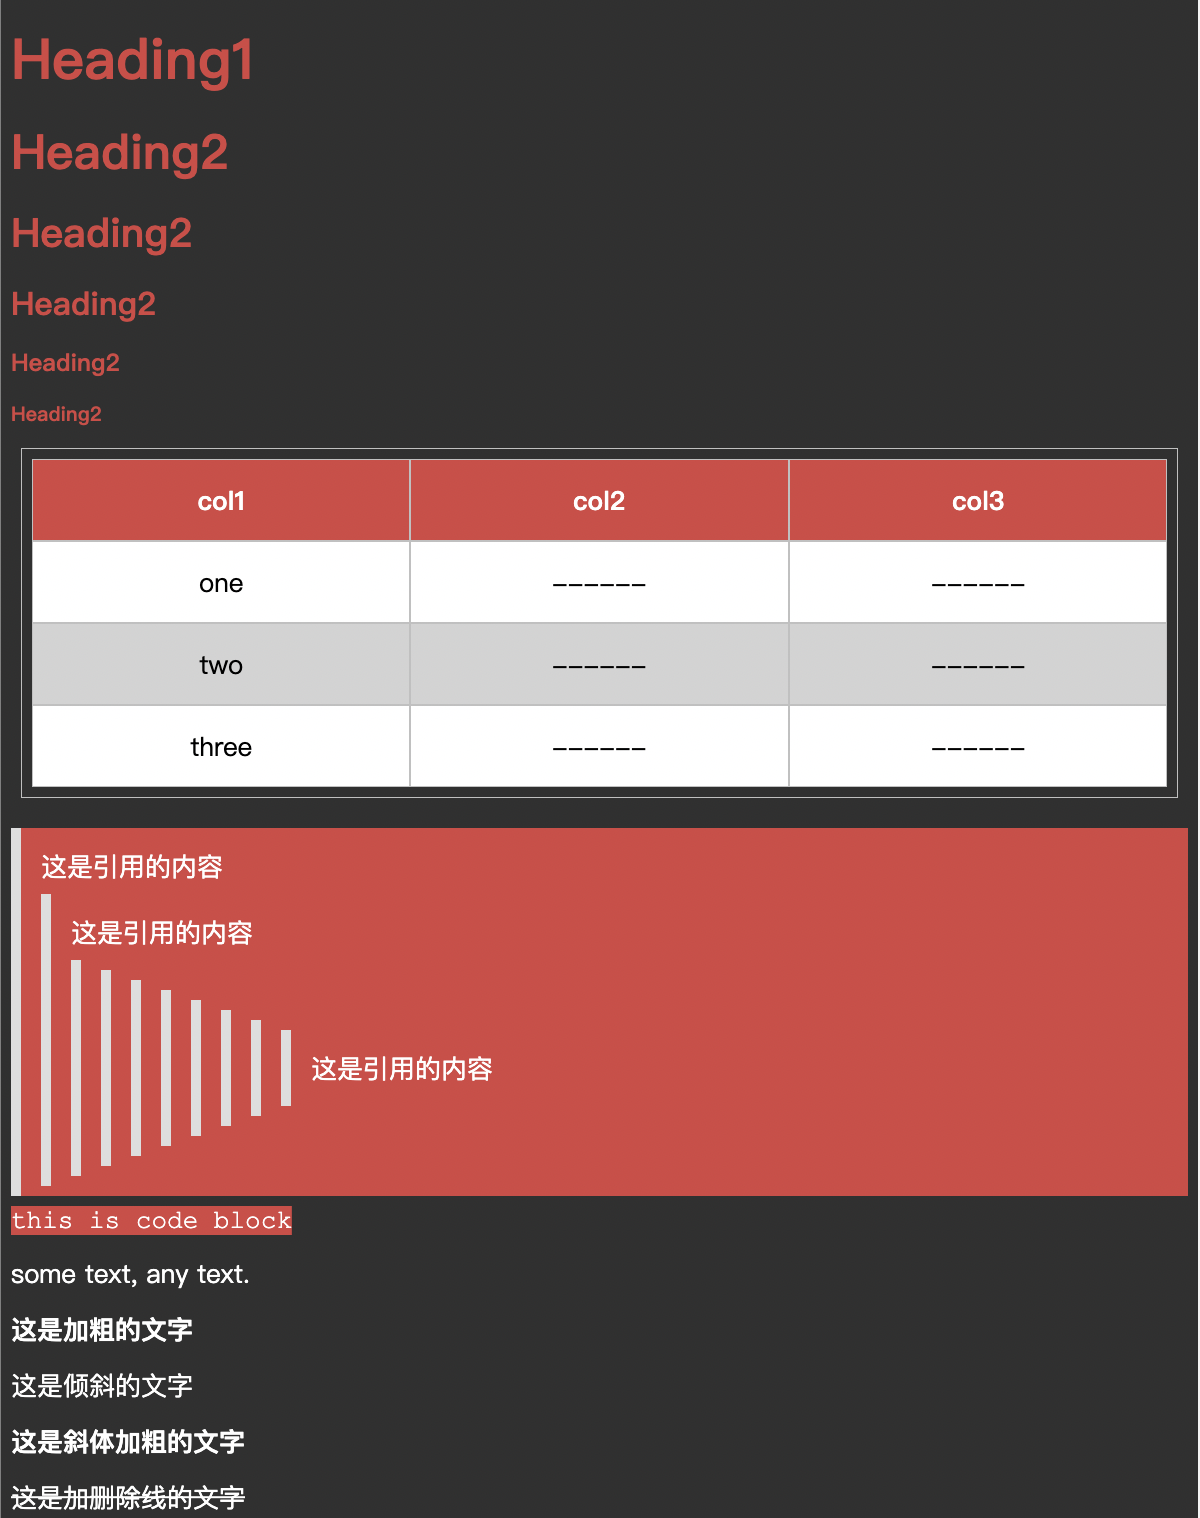 Heading1
Heading2
Heading2
Heading2
Heading2
Heading2
col1 col2 col3
one ------ ------
two ------ ------
three ------ ------
这是引用的内容
这是引用的内容
这是引用的内容
this is code block
some text, any text.
这是加粗的文字
这是倾斜的文字
这是斜体加粗的文字
这是加删除线的文字